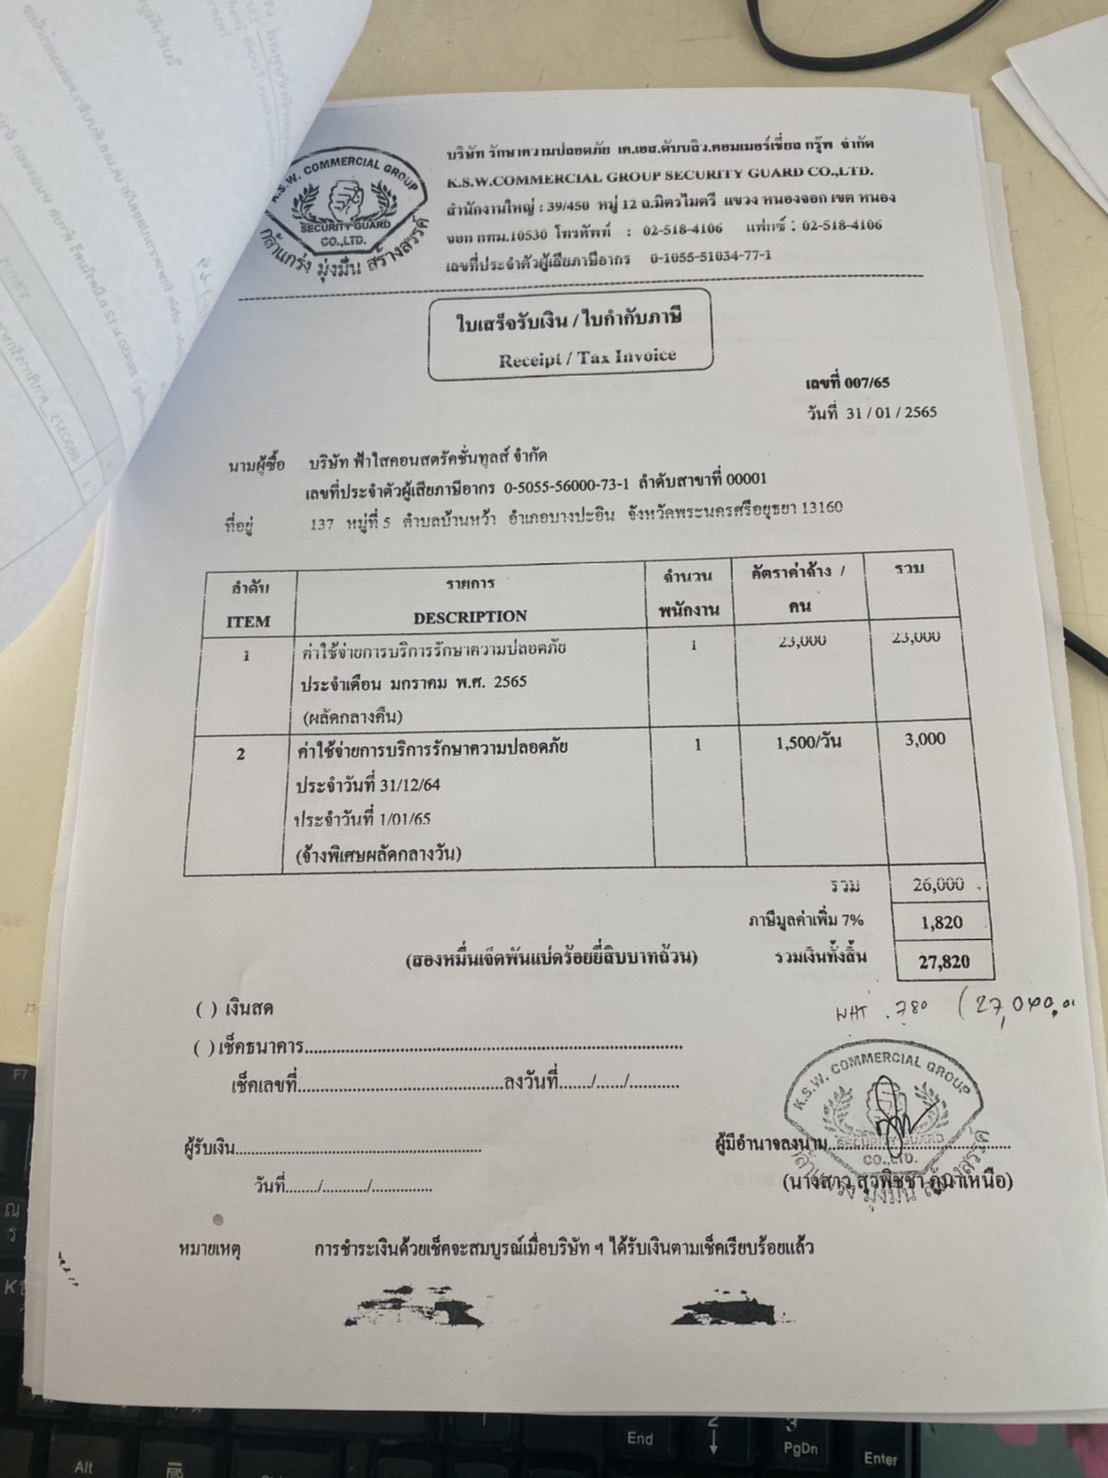 K.S.W. COMMERCIAL GROUP
SECURITY GUARD
CO.,LTD.
กล้าแกร่ง มุ่งมั่น สร้างสรรค์
บริษัท รักษาความปลอดภัย เค.เอส.ดับบลิว.คอมเมอร์เชี่ยล กรุ๊พ จำกัด
K.S.W.COMMERCIAL GROUP SECURITY GUARD CO.,LTD.
สำนักงานใหญ่ : 39/450 หมู่ 12 ถ.มิตรไมตรี แขวง หนองจอก เขต หนอง
จอก กทม.10530 โทรทัพท์ : 02-518-4106 แฟกซ์ : 02-518-4106
เลขที่ประจำตัวผู้เสียภาษีอากร 0-1055-51034-77-1
ใบเสร็จรับเงิน / ใบกำกับภาษี
Receipt / Tax Invoice
เลขที่ 007/65
วันที่ 31 / 01 / 2565
นามผู้ซื้อ บริษัท ฟ้าใสคอนสตรัคชั่นทูลส์ จำกัด
เลขที่ประจำตัวผู้เสียภาษีอากร 0-5055-56000-73-1 ลำดับสาขาที่ 00001
ที่อยู่ 137 หมู่ที่ 5 ตำบลบ้านหว้า อำเภอบางปะอิน จังหวัดพระนครศรีอยุธยา 13160
ลำดับ รายการ จำนวน คัตราค่าจ้าง / รวม
ITEM DESCRIPTION พนักงาน คน
1 ค่าใช้จ่ายการบริการรักษาความปลอดภัย 1 23,000 23,000
ประจำเดือน มกราคม พ.ศ. 2565
(ผลัดกลางคืน)
2 ค่าใช้จ่ายการบริการรักษาความปลอดภัย 1 1,500/วัน 3,000
ประจำวันที่ 31/12/64
ประจำวันที่ 1/01/65
(จ้างพิเศษผลัดกลางวัน)
รวม 26,000
ภาษีมูลค่าเพิ่ม 7% 1,820
(สองหมื่นเจ็ดพันแปดร้อยยี่สิบบาทถ้วน) รวมเงินทั้งสิ้น 27,820
WHT . 780 (27,040.
( ) เงินสด
( ) เช็คธนาคาร..........
เช็คเลขที่..........ลงวันที่......./....../...........
K.S.W. COMMERCIAL GROUP
SECURITY GUARD
CO.,LTD.
กล้าแกร่ง มุ่งมั่น สร้างสรรค์
ผู้รับเงิน.......... ผู้มีอำนาจลงนาม..........
วันที่......../........../.............. (นางสาว สุวพิชชา ภูนาเหนือ)
หมายเหตุ การชำระเงินด้วยเช็คจะสมบูรณ์เมื่อบริษัท ฯ ได้รับเงินตามเช็คเรียบร้อยแล้ว
F7
End
2
3
PgDn
Enter
Alt